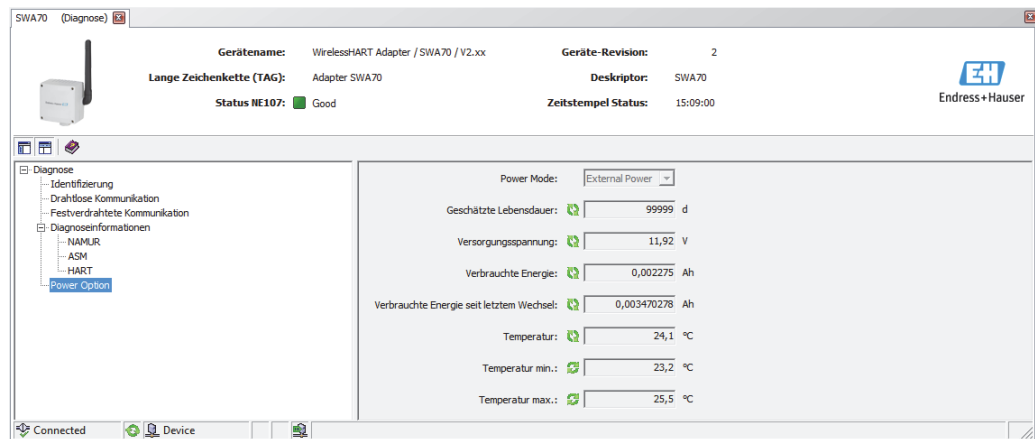 SWA70 (Diagnose)
Gerätename: WirelessHART Adapter / SWA70 / V2.xx Geräte-Revision: 2
Lange Zeichenkette (TAG): Adapter SWA70 Deskriptor: SWA70
Status NE107: Good Zeitstempel Status: 15:09:00
Endress+Hauser
Diagnose
Identifizierung
Drahtlose Kommunikation
Festverdrahtete Kommunikation
Diagnoseinformationen
NAMUR
ASM
HART
Power Option
Power Mode: External Power
Geschätzte Lebensdauer: 99999 d
Versorgungsspannung: 11,92 V
Verbrauchte Energie: 0,002275 Ah
Verbrauchte Energie seit letztem Wechsel: 0,003470278 Ah
Temperatur: 24,1 °C
Temperatur min.: 23,2 °C
Temperatur max.: 25,5 °C
Connected Device